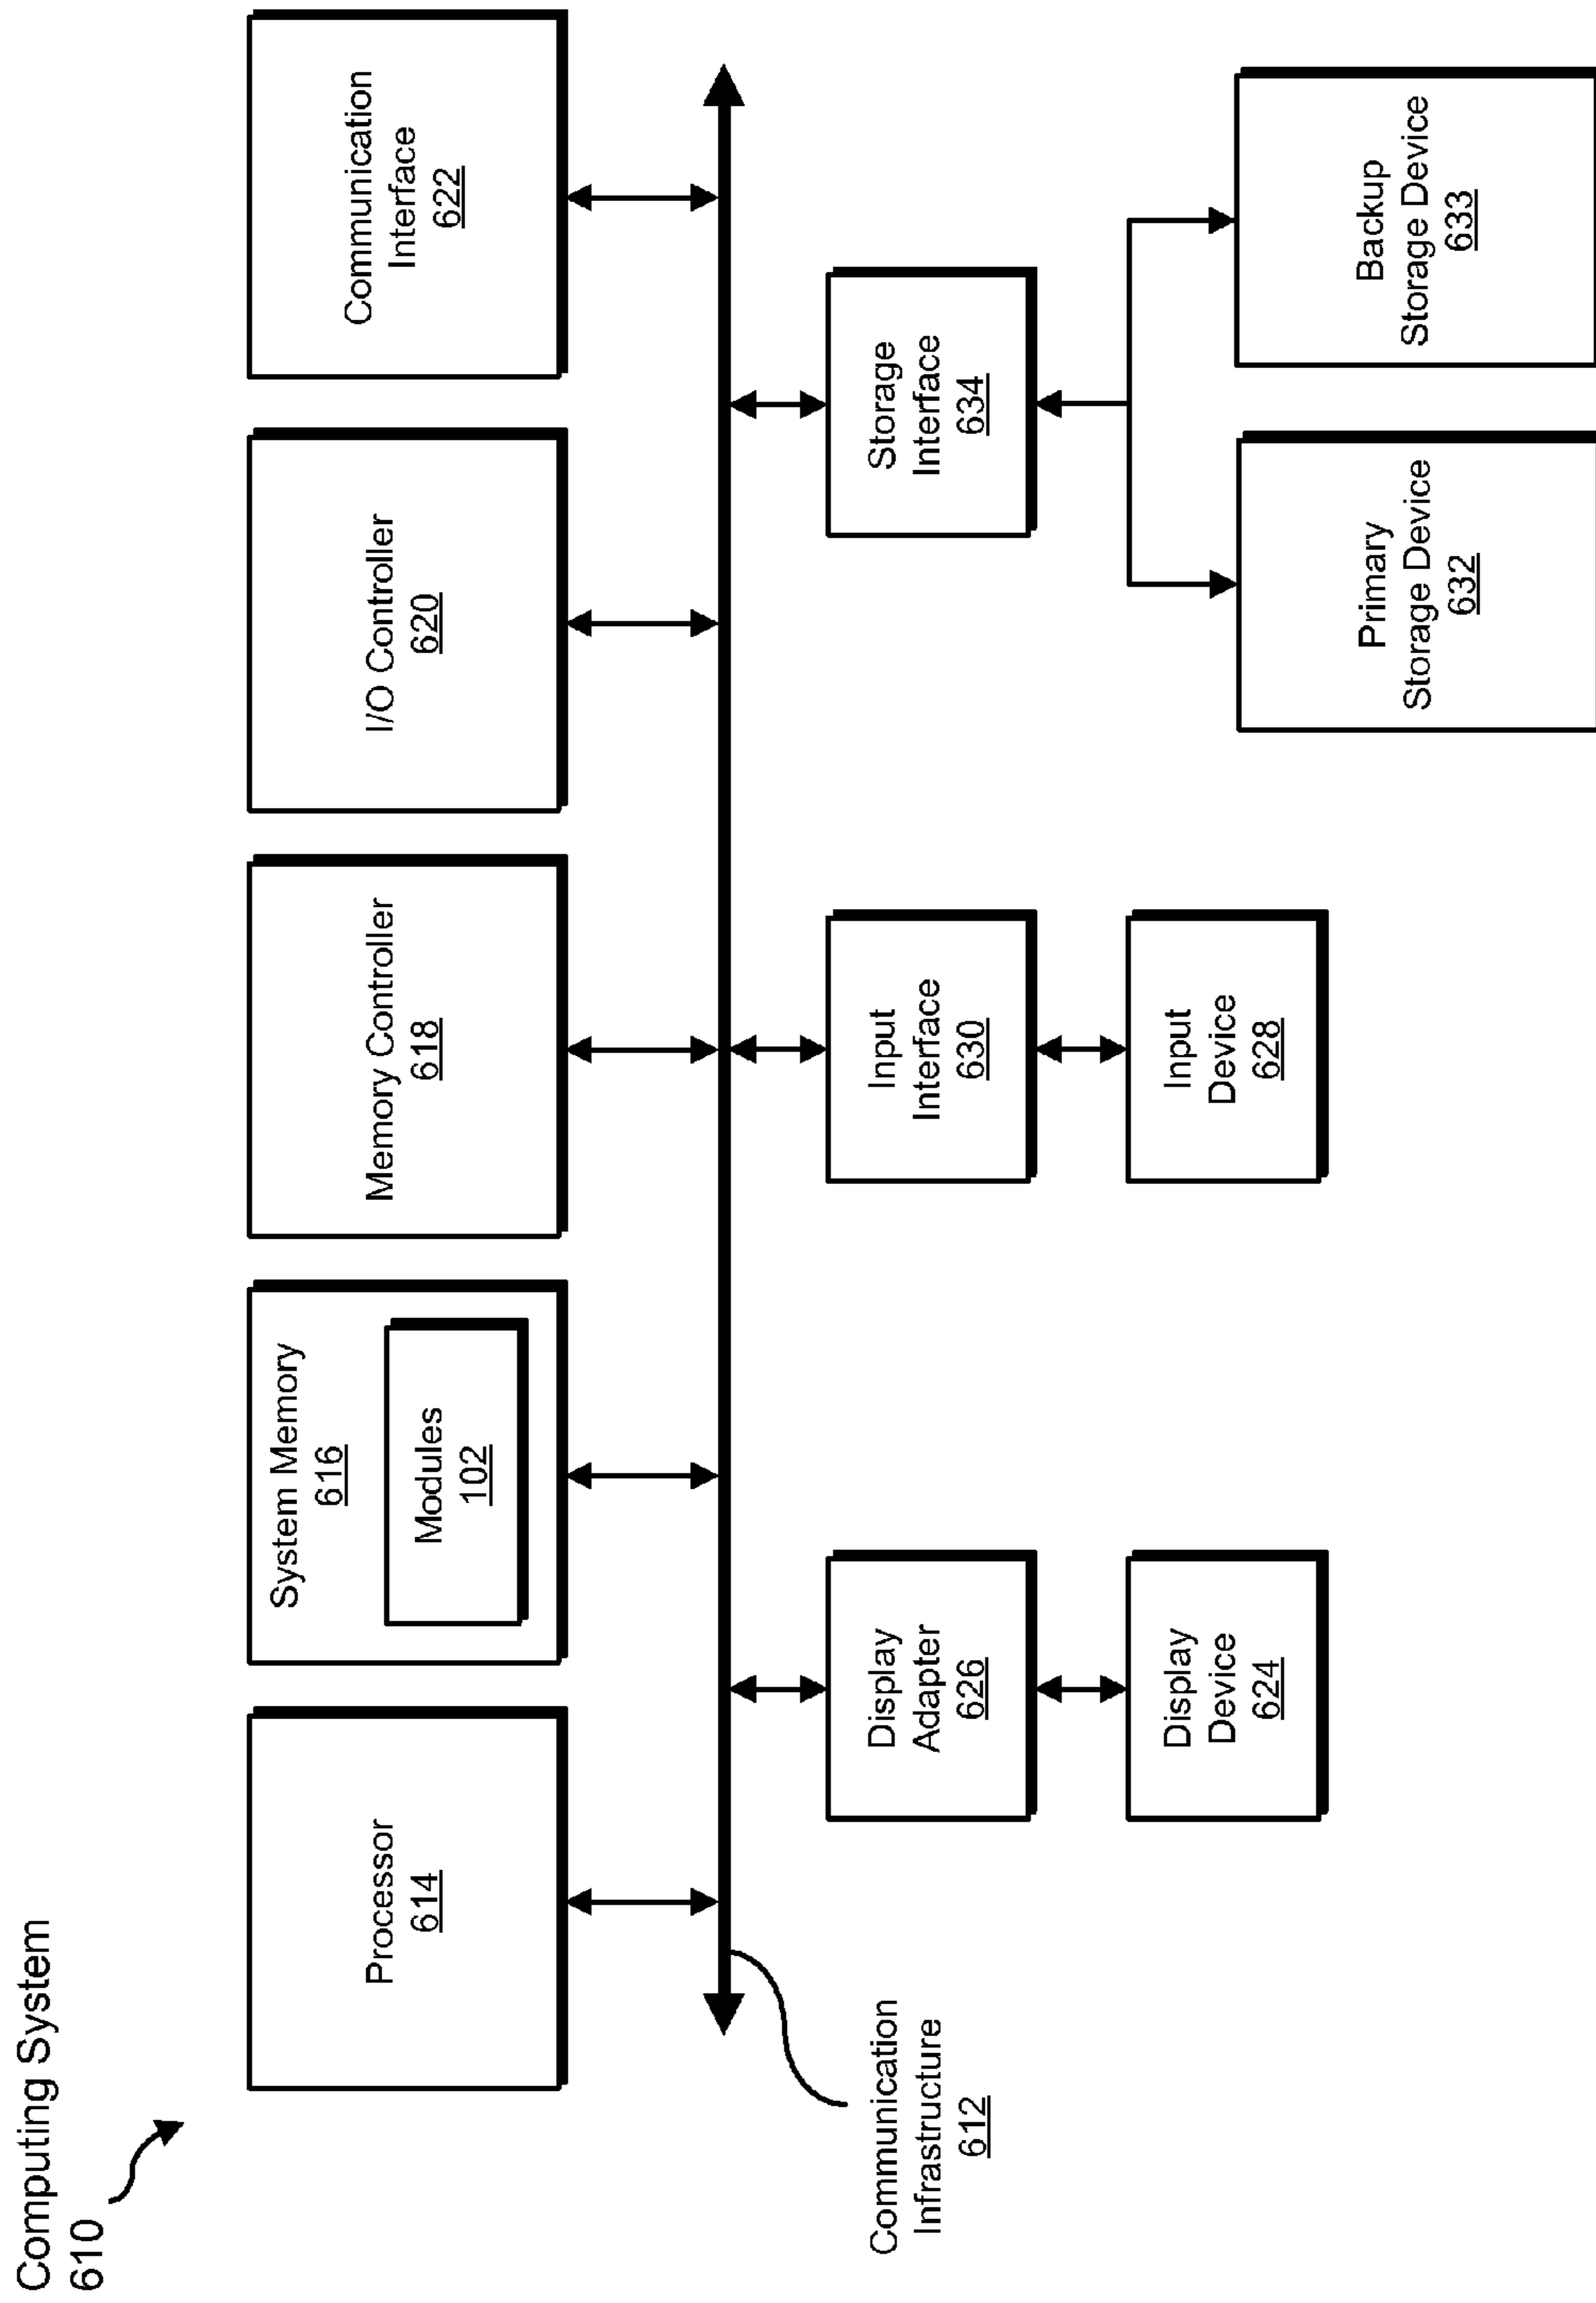 Computing System
610
Processor
614
System Memory
616
Modules
102
Memory Controller
618
I/O Controller
620
Communication
Interface
622
Communication
Infrastructure
612
Display
Adapter
626
Input
Interface
630
Storage
Interface
634
Display
Device
624
Input
Device
628
Primary
Storage Device
632
Backup
Storage Device
633